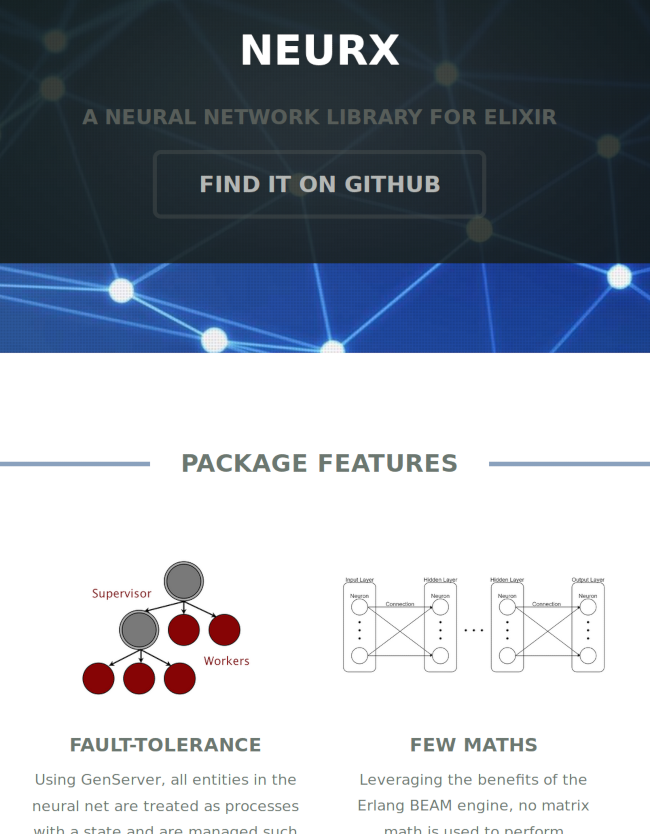 NEURX
A NEURAL NETWORK LIBRARY FOR ELIXIR
FIND IT ON GITHUB
PACKAGE FEATURES
Supervisor
Workers
Input Layer
Hidden Layer
Hidden Layer
Output Layer
Neuron
Neuron
Neuron
Neuron
Connection
Connection
FAULT-TOLERANCE
Using GenServer, all entities in the
neural net are treated as processes
with a state and are managed such
FEW MATHS
Leveraging the benefits of the
Erlang BEAM engine, no matrix
math is used to perform